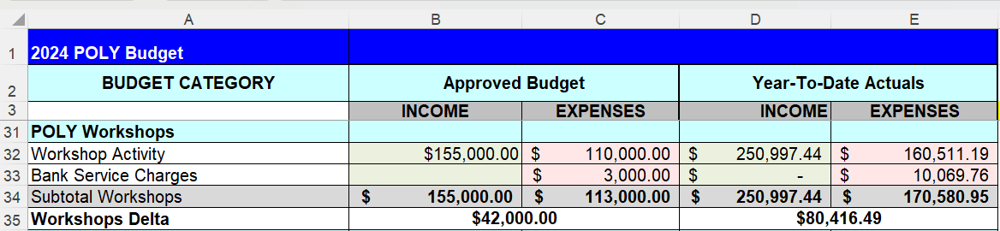 A B C D E
1 2024 POLY Budget
2 BUDGET CATEGORY Approved Budget Year-To-Date Actuals
3 INCOME EXPENSES INCOME EXPENSES
31 POLY Workshops
32 Workshop Activity $155,000.00 $ 110,000.00 $ 250,997.44 $ 160,511.19
33 Bank Service Charges $ 3,000.00 $ - $ 10,069.76
34 Subtotal Workshops $ 155,000.00 $ 113,000.00 $ 250,997.44 $ 170,580.95
35 Workshops Delta $42,000.00 $80,416.49